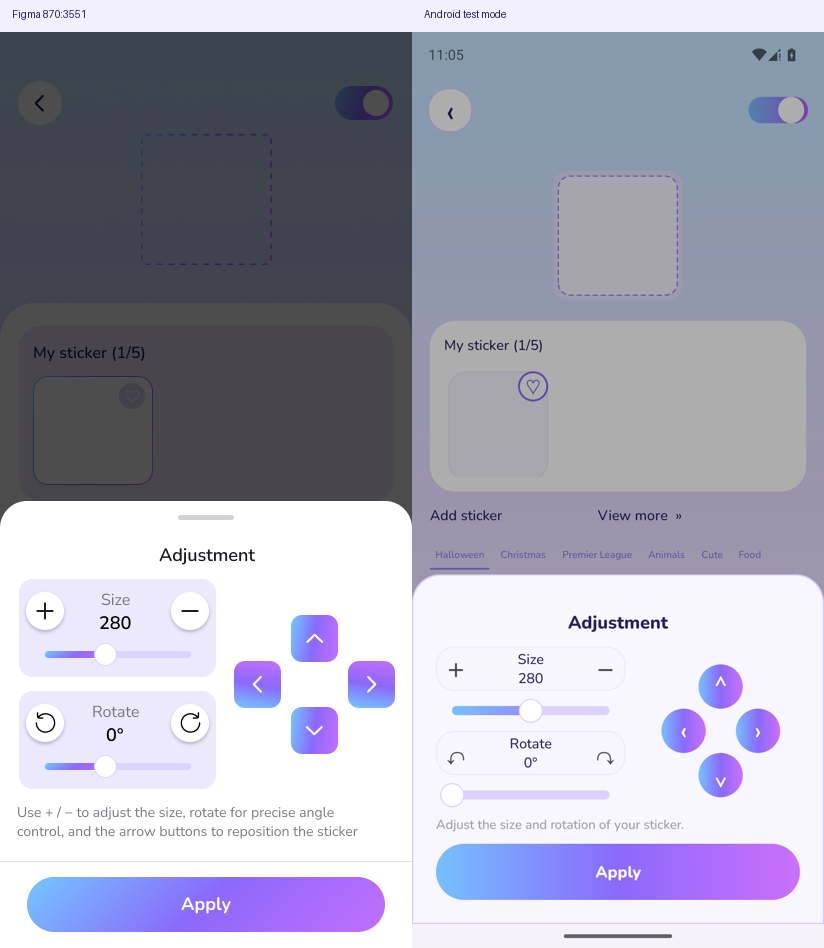 Figma 870:3551
My sticker (1/5)
Adjustment
Size
280
Rotate
0°
Use + / − to adjust the size, rotate for precise angle
control, and the arrow buttons to reposition the sticker
Apply
Android test mode
11:05
My sticker (1/5)
Add sticker
View more »
Halloween Christmas Premier League Animals Cute Food
Adjustment
Size
280
Rotate
0°
Adjust the size and rotation of your sticker.
Apply